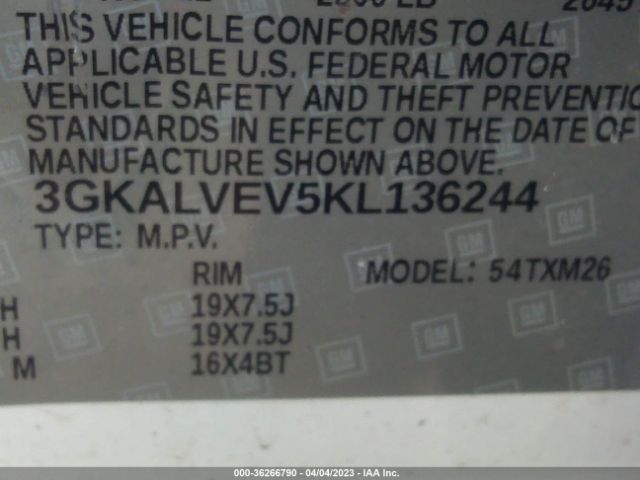 LB
THIS VEHICLE CONFORMS TO ALL
APPLICABLE U.S. FEDERAL MOTOR
VEHICLE SAFETY AND THEFT PREVENTIO
STANDARDS IN EFFECT ON THE DATE OF
MANUFACTURE SHOWN ABOVE.
3GKALVEV5KL136244
TYPE: M.P.V.
RIM MODEL: 54TXM26
H 19X7.5J
H 19X7.5J
M 16X4BT
000-36266790 - 04/04/2023 - IAA Inc.